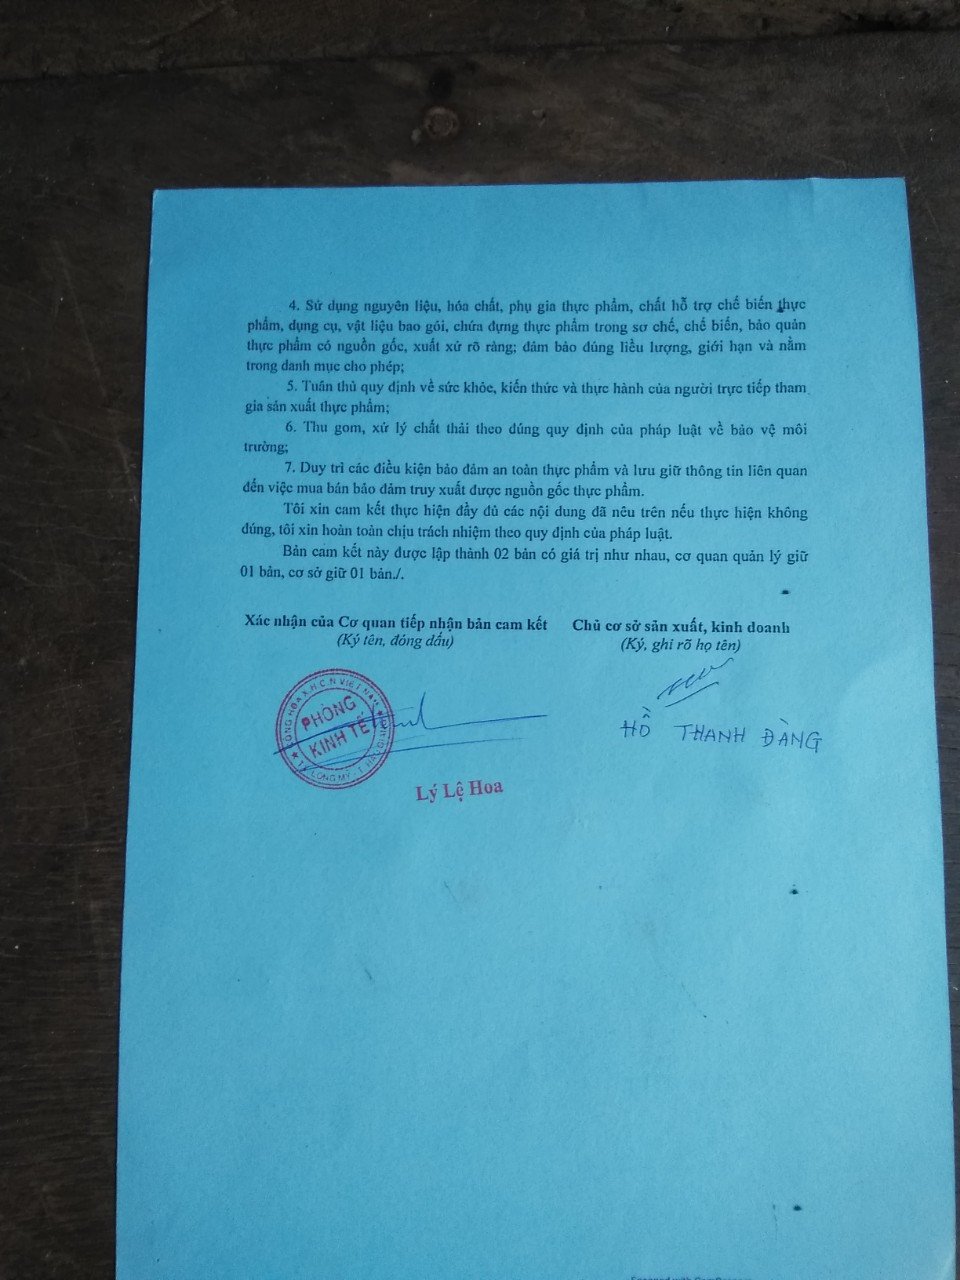 4. Sử dụng nguyên liệu, hóa chất, phụ gia thực phẩm, chất hỗ trợ chế biến thực
phẩm, dụng cụ, vật liệu bao gói, chứa đựng thực phẩm trong sơ chế, chế biến, bảo quản
thực phẩm có nguồn gốc, xuất xứ rõ ràng; đảm bảo đúng liều lượng, giới hạn và nằm
trong danh mục cho phép;
5. Tuân thủ quy định về sức khỏe, kiến thức và thực hành của người trực tiếp tham
gia sản xuất thực phẩm;
6. Thu gom, xử lý chất thải theo đúng quy định của pháp luật về bảo vệ môi
trường;
7. Duy trì các điều kiện bảo đảm an toàn thực phẩm và lưu giữ thông tin liên quan
đến việc mua bán bảo đảm truy xuất được nguồn gốc thực phẩm.
Tôi xin cam kết thực hiện đầy đủ các nội dung đã nêu trên nếu thực hiện không
đúng, tôi xin hoàn toàn chịu trách nhiệm theo quy định của pháp luật.
Bản cam kết này được lập thành 02 bản có giá trị như nhau, cơ quan quản lý giữ
01 bản, cơ sở giữ 01 bản./.
Xác nhận của Cơ quan tiếp nhận bản cam kết
(Ký tên, đóng dấu)
Chủ cơ sở sản xuất, kinh doanh
(Ký, ghi rõ họ tên)
CỘNG HÒA X.H.C.N VIỆT NAM
PHÒNG
KINH TẾ
TX. LONG MỸ - T. HẬU GIANG
Lý Lệ Hoa
HỒ THANH ĐÀNG